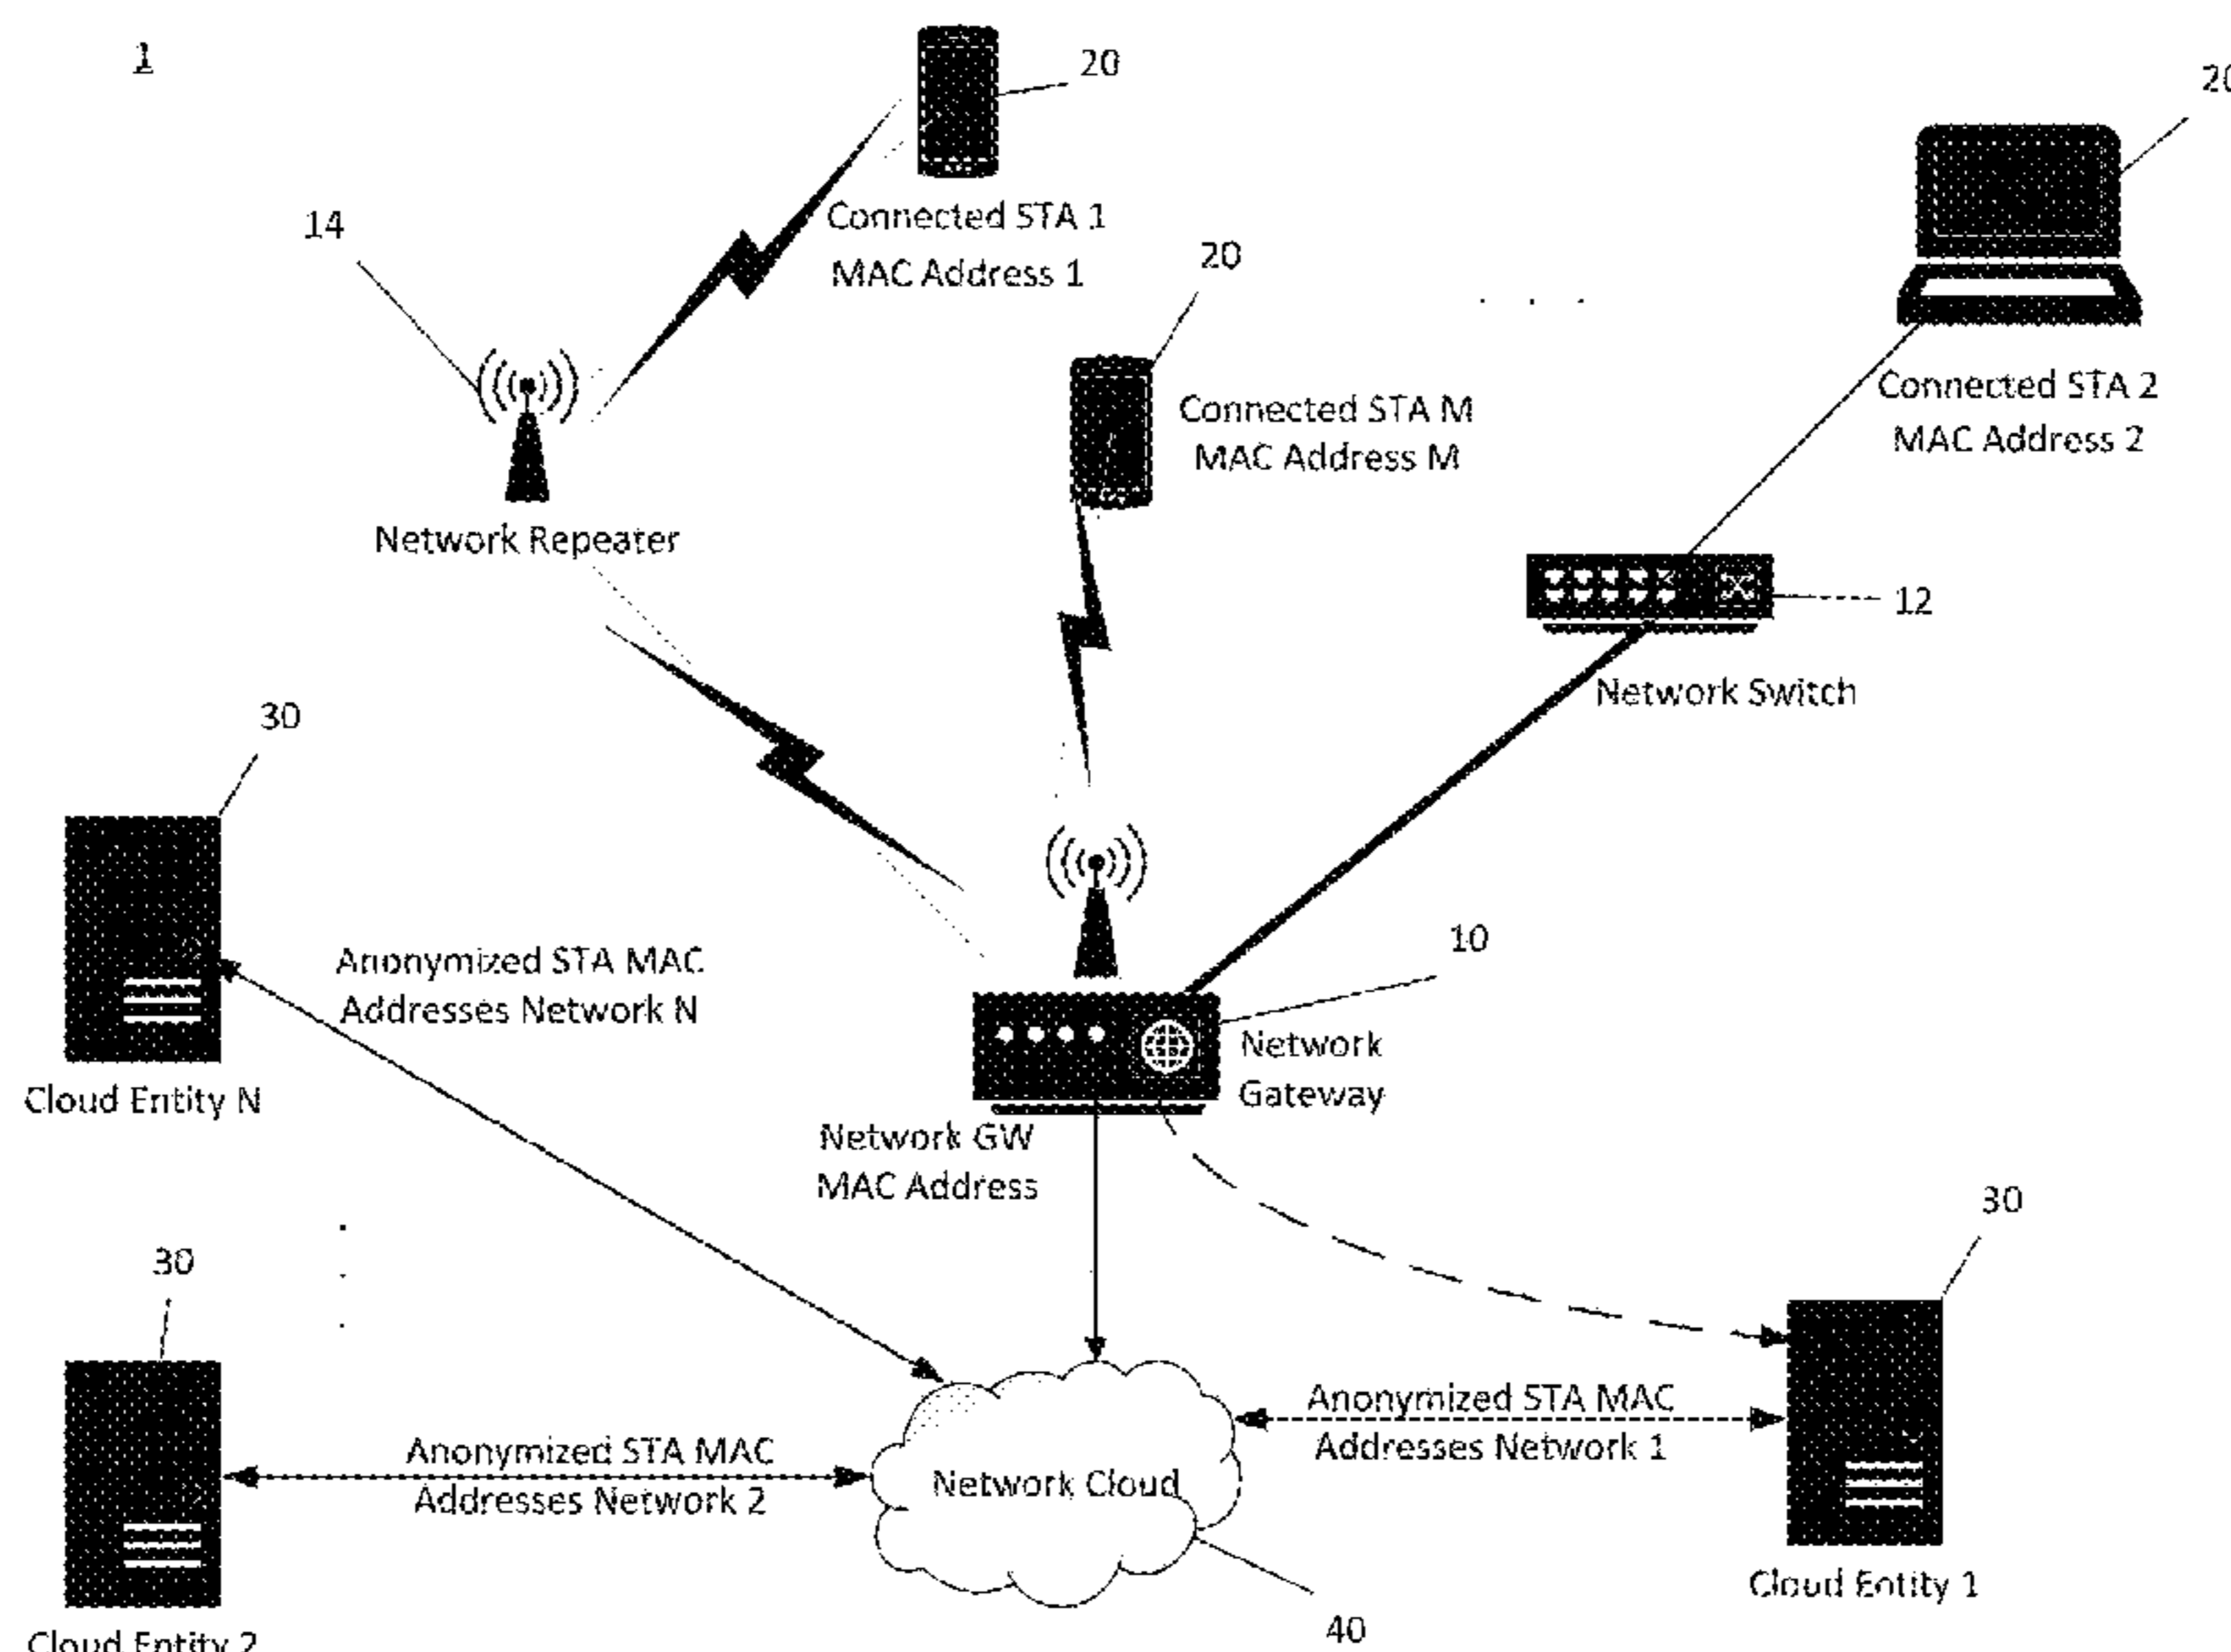 1
20
20
Connected STA 1
MAC Address 1
14
20
Connected STA M
MAC Address M
Connected STA 2
MAC Address 2
Network Repeater
12
Network Switch
30
10
Anonymized STA MAC
Addresses Network N
Network
Gateway
Cloud Entity N
Network GW
MAC Address
30
30
Anonymized STA MAC
Addresses Network 1
Anonymized STA MAC
Addresses Network 2
Network Cloud
Cloud Entity 1
40
Cloud Entity 2